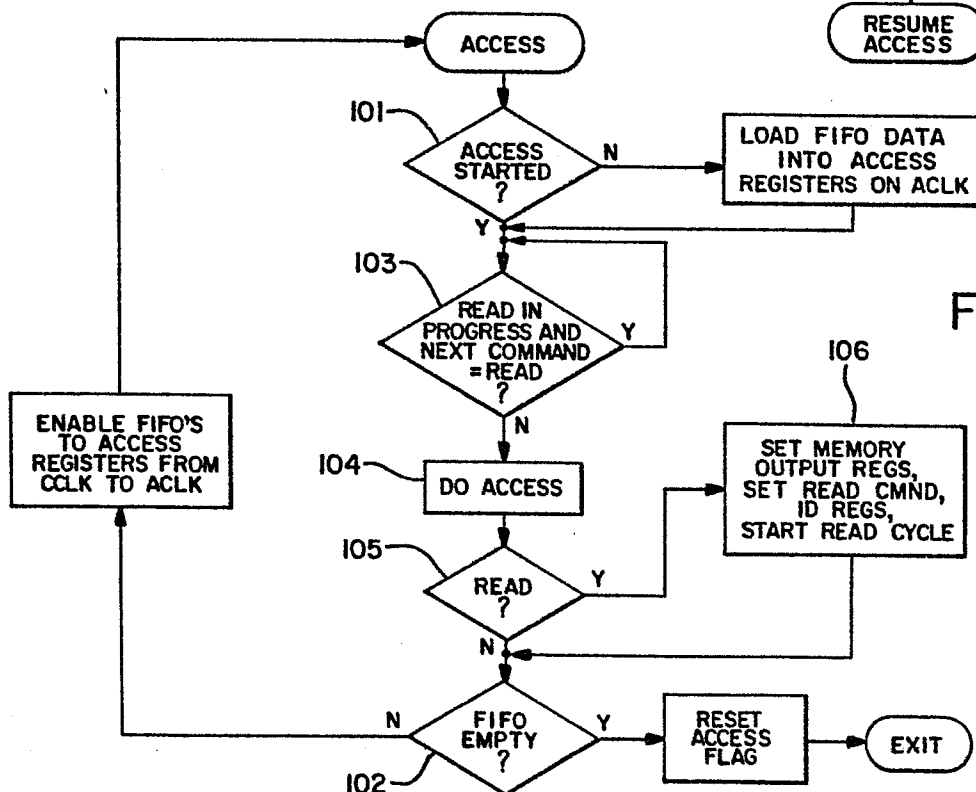 RESUME
ACCESS
ACCESS
101
ACCESS
STARTED
?
N
Y
LOAD FIFO DATA
INTO ACCESS
REGISTERS ON ACLK
103
READ IN
PROGRESS AND
NEXT COMMAND
=READ
?
Y
N
F
106
ENABLE FIFO'S
TO ACCESS
REGISTERS FROM
CCLK TO ACLK
104
DO ACCESS
SET MEMORY
OUTPUT REGS,
SET READ CMND,
ID REGS,
START READ CYCLE
105
READ
?
Y
N
FIFO
EMPTY
?
N
Y
102
RESET
ACCESS
FLAG
EXIT